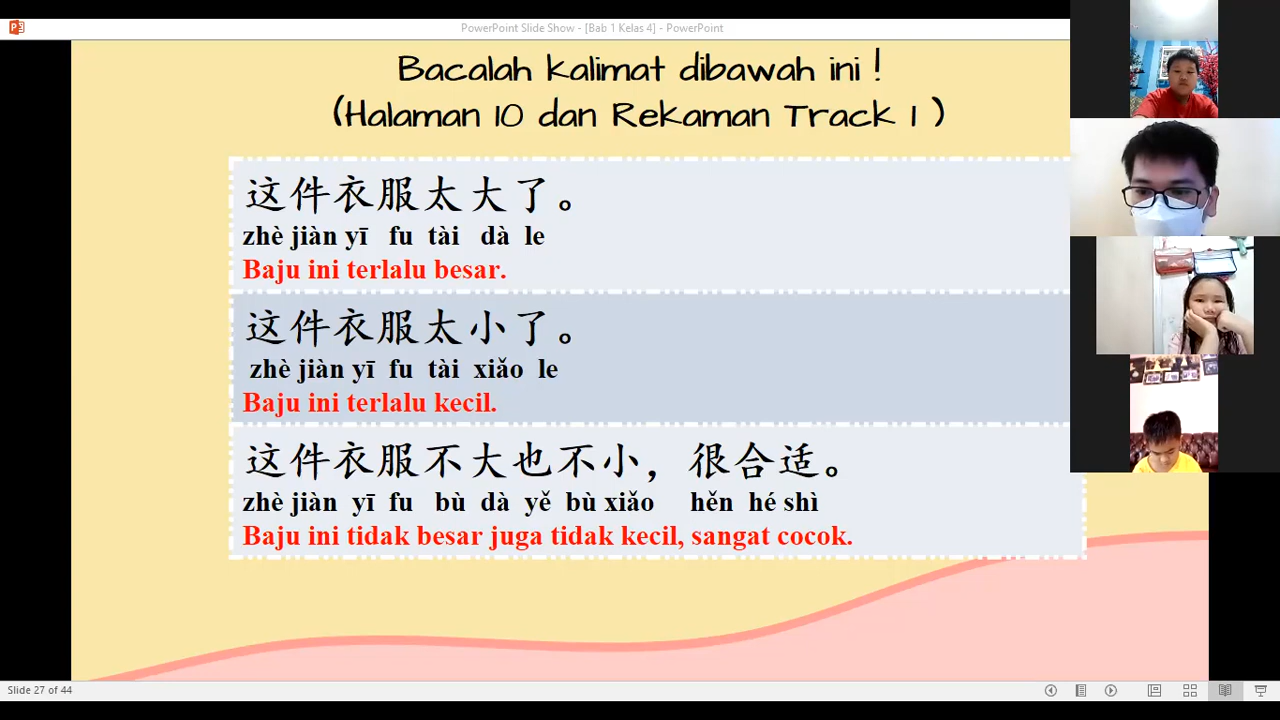 PowerPoint Slide Show - [Bab 1 Kelas 4] - PowerPoint
Bacalah kalimat dibawah ini !
(Halaman 10 dan Rekaman Track 1 )
这件衣服太大了。
zhè jiàn yī fu tài dà le
Baju ini terlalu besar.
这件衣服太小了。
zhè jiàn yī fu tài xiǎo le
Baju ini terlalu kecil.
这件衣服不大也不小，很合适。
zhè jiàn yī fu bù dà yě bù xiǎo hěn hé shì
Baju ini tidak besar juga tidak kecil, sangat cocok.
Slide 27 of 44